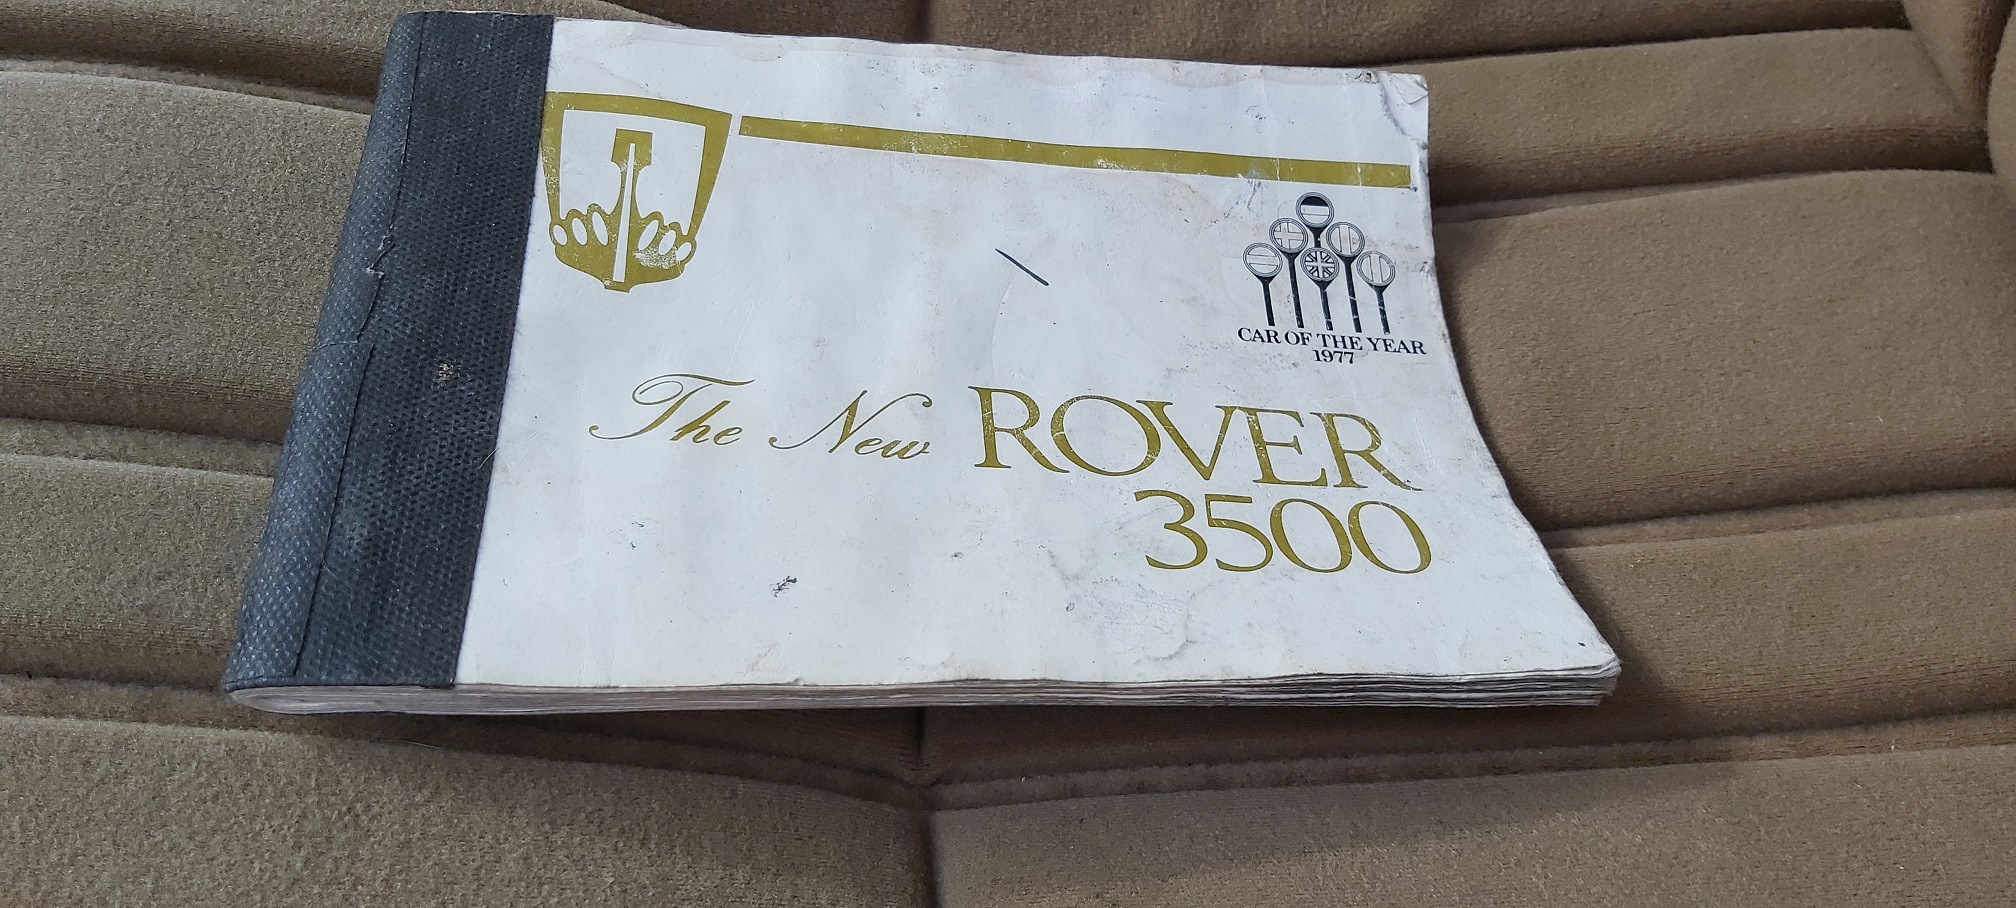 CAR OF THE YEAR
1977
The New ROVER
3500